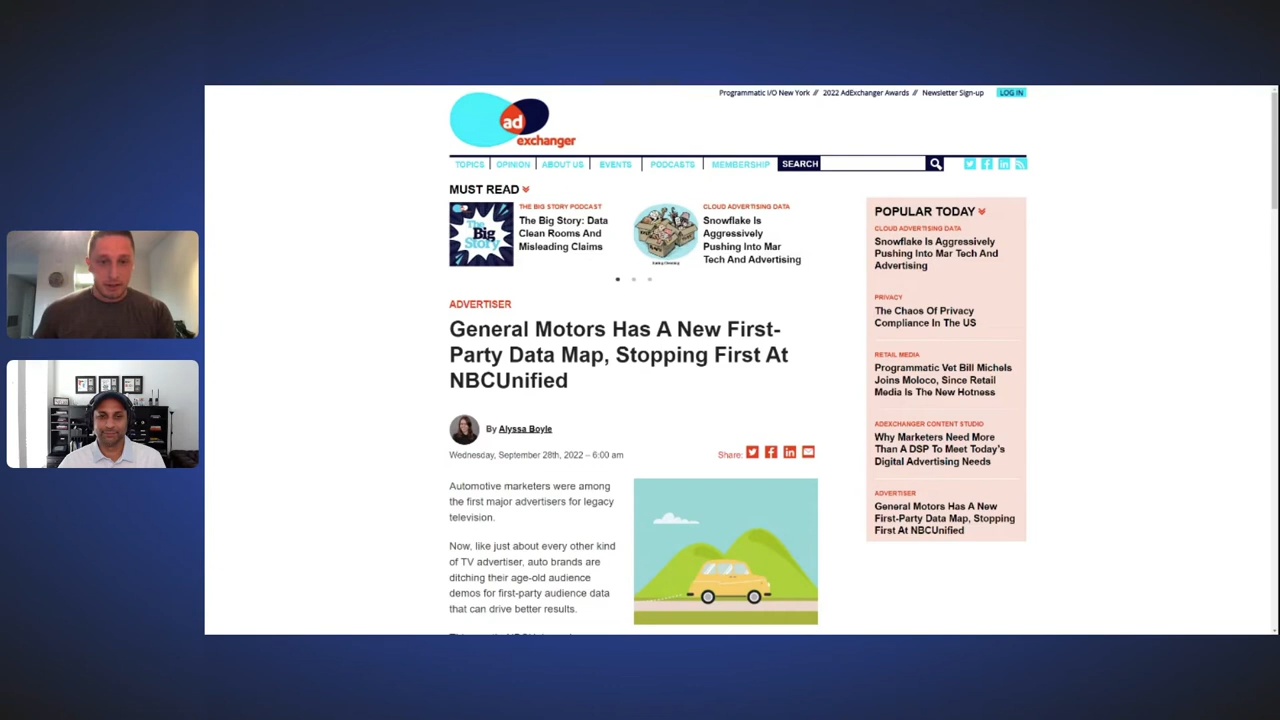 Programmatic I/O New York // 2022 AdExchanger Awards // Newsletter Sign-up LOG IN
ad
exchanger
TOPICS OPINION ABOUT US EVENTS PODCASTS MEMBERSHIP SEARCH
MUST READ
The
Big
Story
THE BIG STORY PODCAST
The Big Story: Data
Clean Rooms And
Misleading Claims
CLOUD ADVERTISING DATA
Snowflake Is
Aggressively
Pushing Into Mar
Tech And Advertising
ADVERTISER
General Motors Has A New First-
Party Data Map, Stopping First At
NBCUnified
By Alyssa Boyle
Wednesday, September 28th, 2022 – 6:00 am
Share:
Automotive marketers were among
the first major advertisers for legacy
television.
Now, like just about every other kind
of TV advertiser, auto brands are
ditching their age-old audience
demos for first-party audience data
that can drive better results.
POPULAR TODAY
CLOUD ADVERTISING DATA
Snowflake Is Aggressively
Pushing Into Mar Tech And
Advertising
PRIVACY
The Chaos Of Privacy
Compliance In The US
RETAIL MEDIA
Programmatic Vet Bill Michels
Joins Moloco, Since Retail
Media Is The New Hotness
ADEXCHANGER CONTENT STUDIO
Why Marketers Need More
Than A DSP To Meet Today's
Digital Advertising Needs
ADVERTISER
General Motors Has A New
First-Party Data Map, Stopping
First At NBCUnified